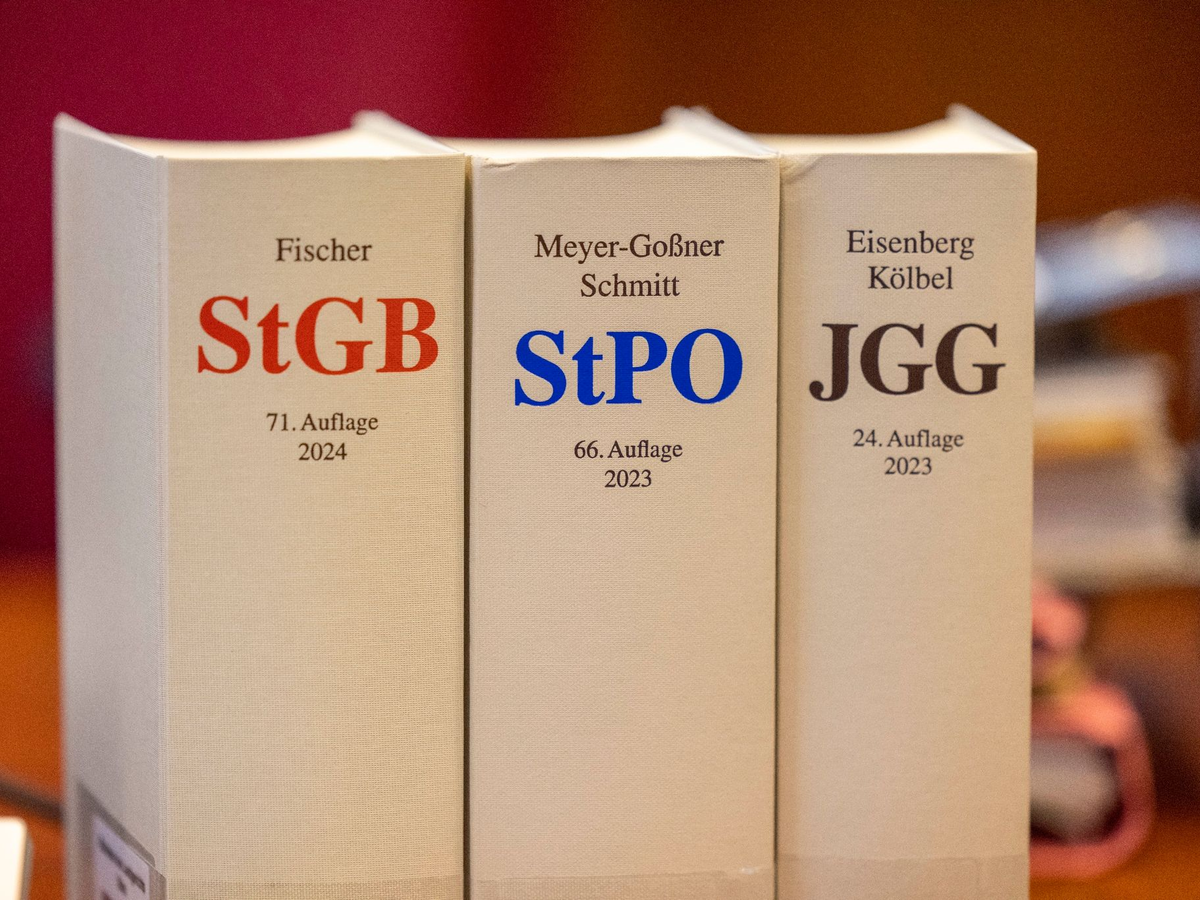 Fischer
StGB
71. Auflage
2024
Meyer-Goßner
Schmitt
StPO
66. Auflage
2023
Eisenberg
Kölbel
JGG
24. Auflage
2023